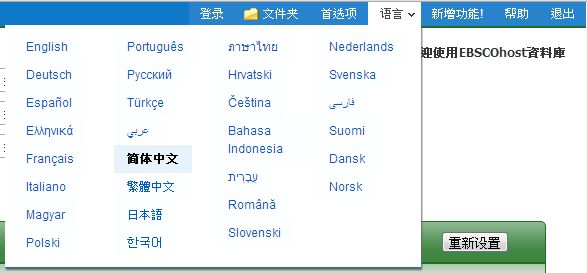 登录 文件夹 首选项 语言 新增功能! 帮助 退出
迎使用EBSCOhost資料庫
English
Deutsch
Español
Ελληνικά
Français
Italiano
Magyar
Polski
Português
Русский
Türkçe
عربي
简体中文
繁體中文
日本語
한국어
ภาษาไทย
Hrvatski
Čeština
Bahasa
Indonesia
עִבְרִית
Română
Slovenski
Nederlands
Svenska
فارسی
Suomi
Dansk
Norsk
重新设置